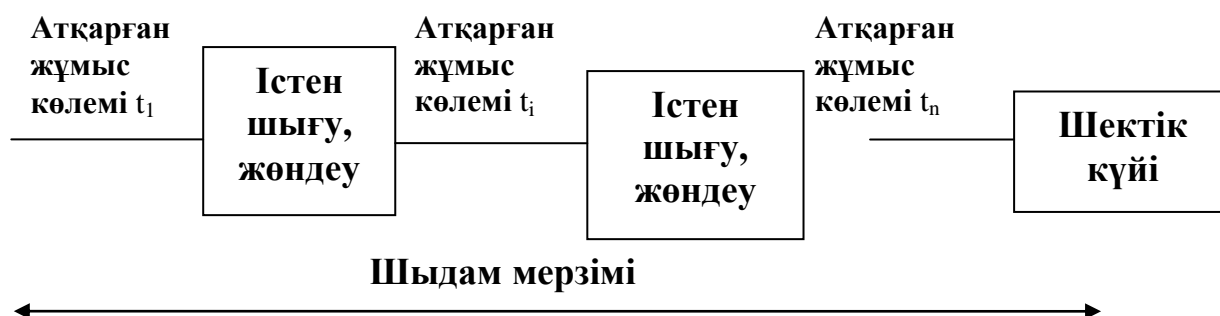 Атқарған
жұмыс
көлемі t₁
Істен
шығу,
жөндеу
Атқарған
жұмыс
көлемі tᵢ
Істен
шығу,
жөндеу
Атқарған
жұмыс
көлемі tₙ
Шектік
күйі
Шыдам мерзімі